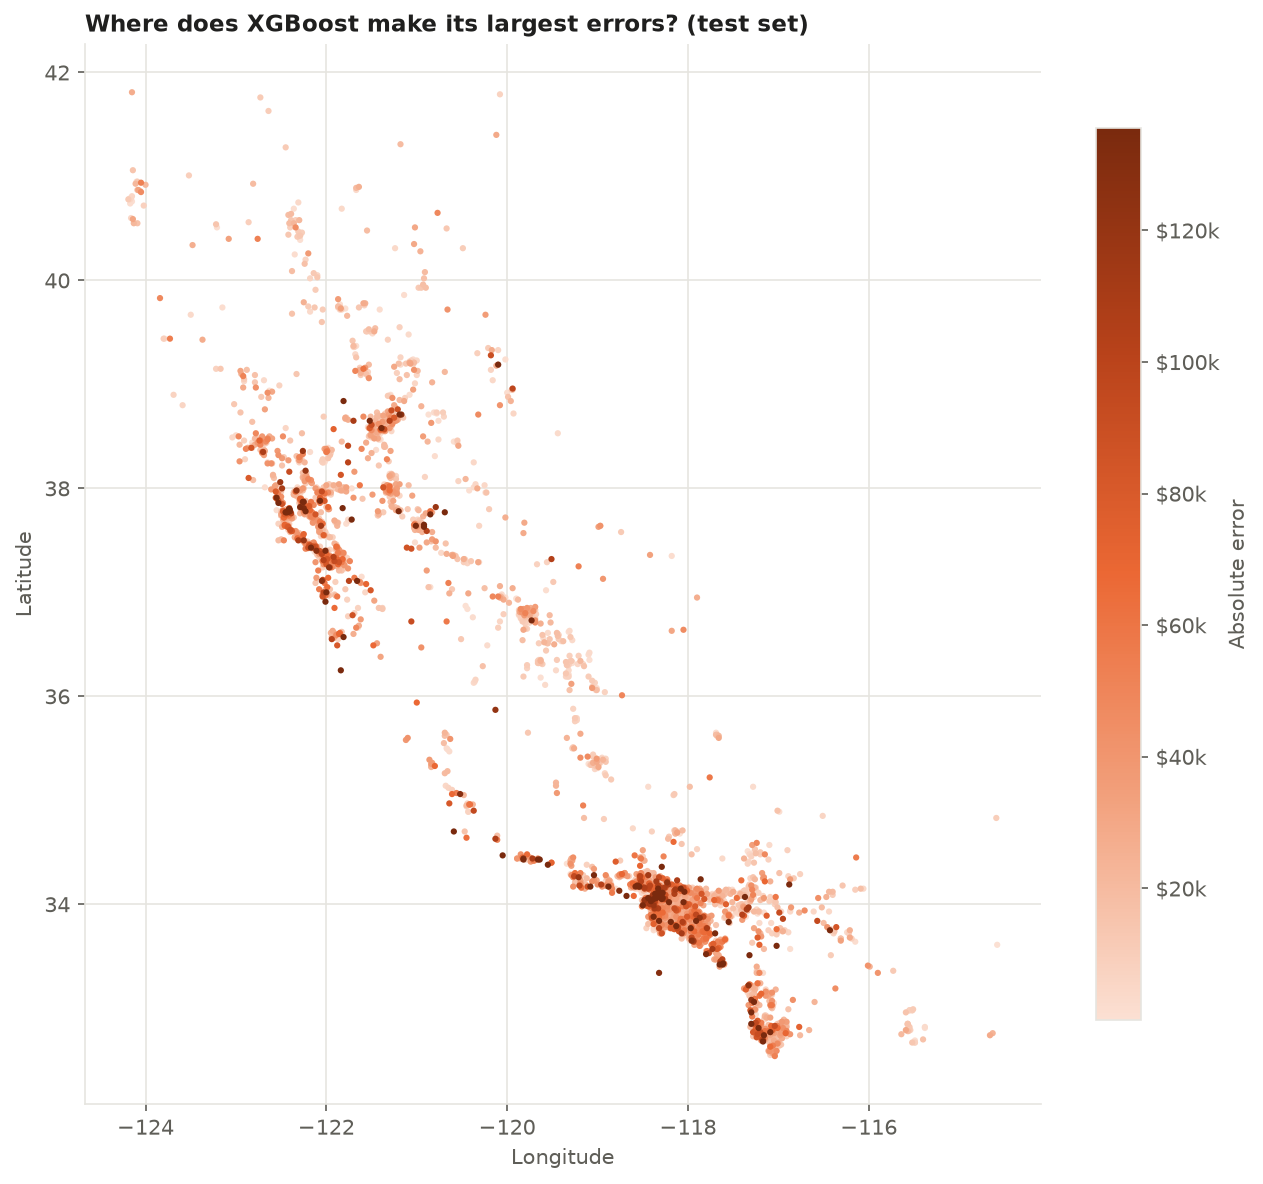 Where does XGBoost make its largest errors? (test set)
42
40
38
36
34
Latitude
−124
−122
−120
−118
−116
Longitude
$120k
$100k
$80k
$60k
$40k
$20k
Absolute error